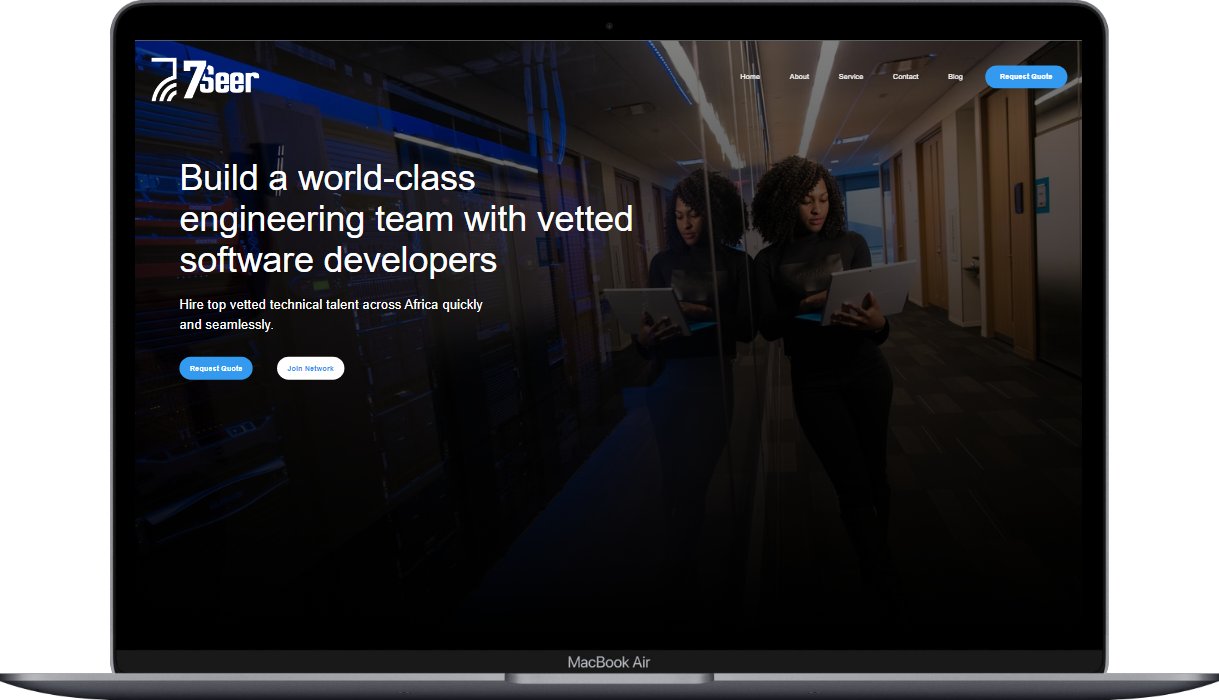 7Seer
Home About Service Contact Blog Request Quote
Build a world-class
engineering team with vetted
software developers
Hire top vetted technical talent across Africa quickly
and seamlessly.
Request Quote Join Network
MacBook Air